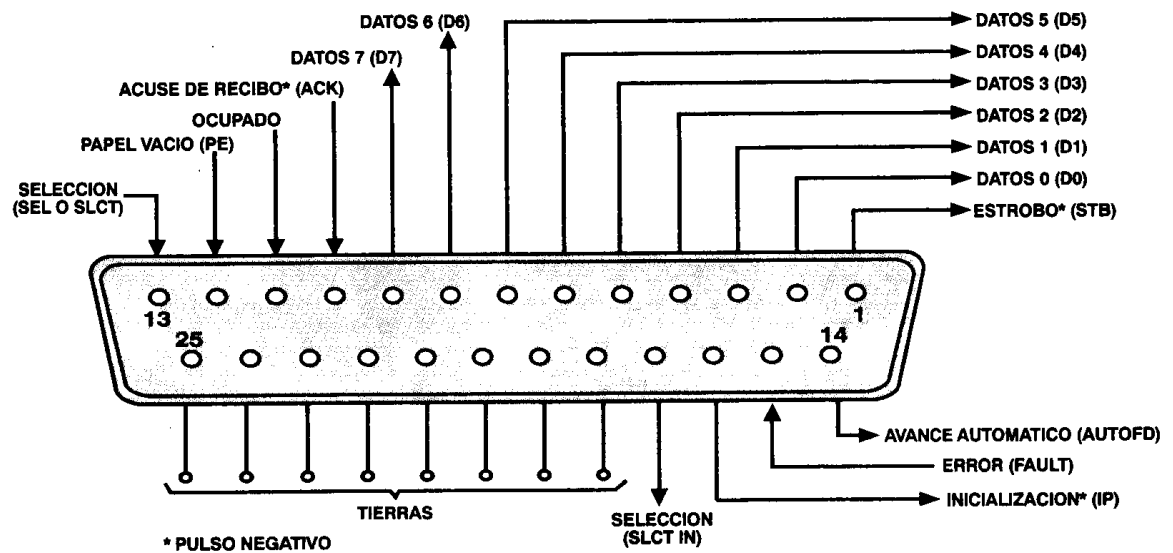 DATOS 6 (D6)
DATOS 5 (D5)
DATOS 7 (D7)
DATOS 4 (D4)
ACUSE DE RECIBO* (ACK)
DATOS 3 (D3)
OCUPADO
DATOS 2 (D2)
PAPEL VACIO (PE)
DATOS 1 (D1)
SELECCION
(SEL O SLCT)
DATOS 0 (D0)
ESTROBO* (STB)
13
1
25
14
AVANCE AUTOMATICO (AUTOFD)
ERROR (FAULT)
INICIALIZACION* (IP)
TIERRAS
SELECCION
(SLCT IN)
* PULSO NEGATIVO